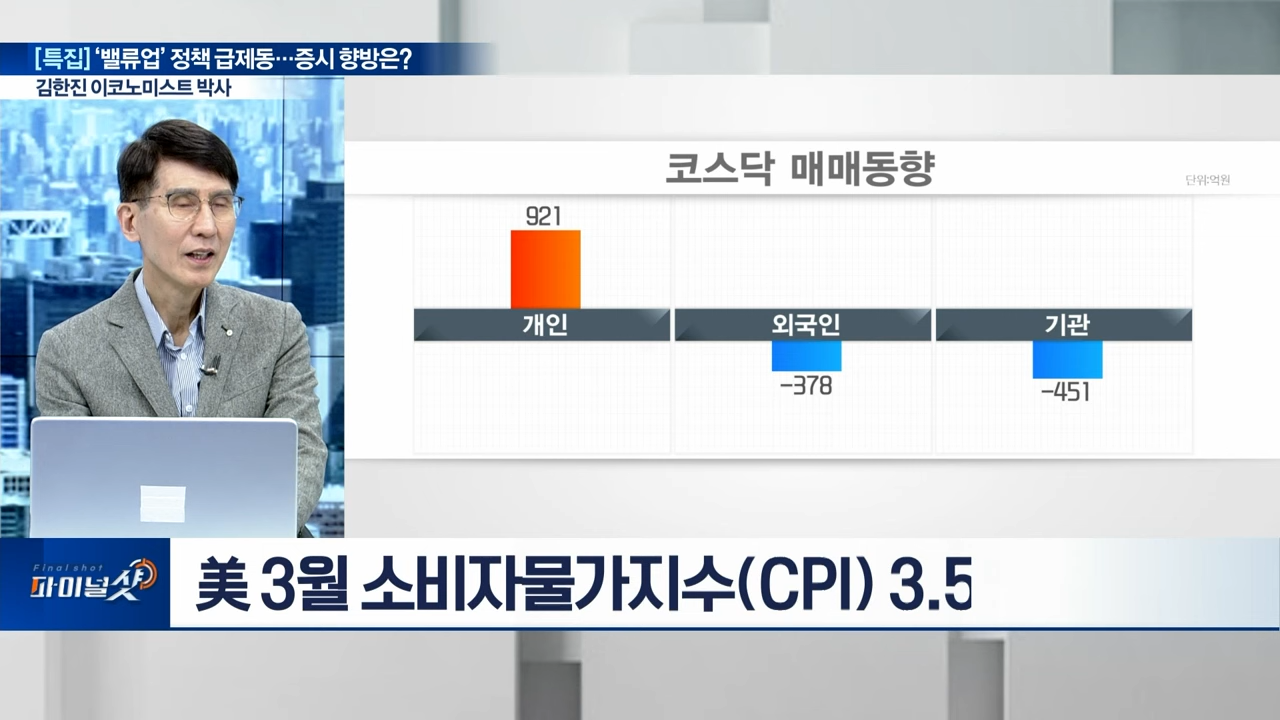 [특집] ‘밸류업’ 정책 급제동…증시 향방은?
김한진 이코노미스트 박사
코스닥 매매동향
단위:억원
921
개인
외국인
기관
-378
-451
Final shot
파이널샷
美 3월 소비자물가지수(CPI) 3.5